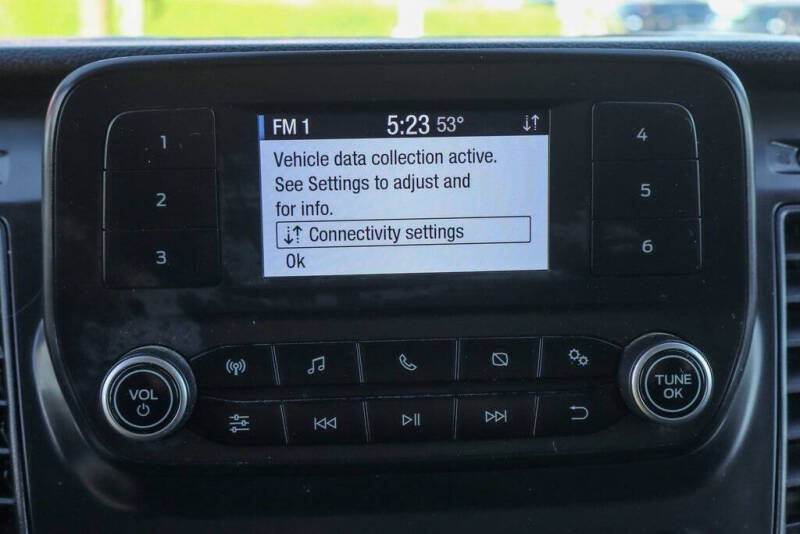 FM 1 5:23 53°
Vehicle data collection active.
See Settings to adjust and
for info.
Connectivity settings
Ok
1
2
3
4
5
6
VOL
TUNE
OK